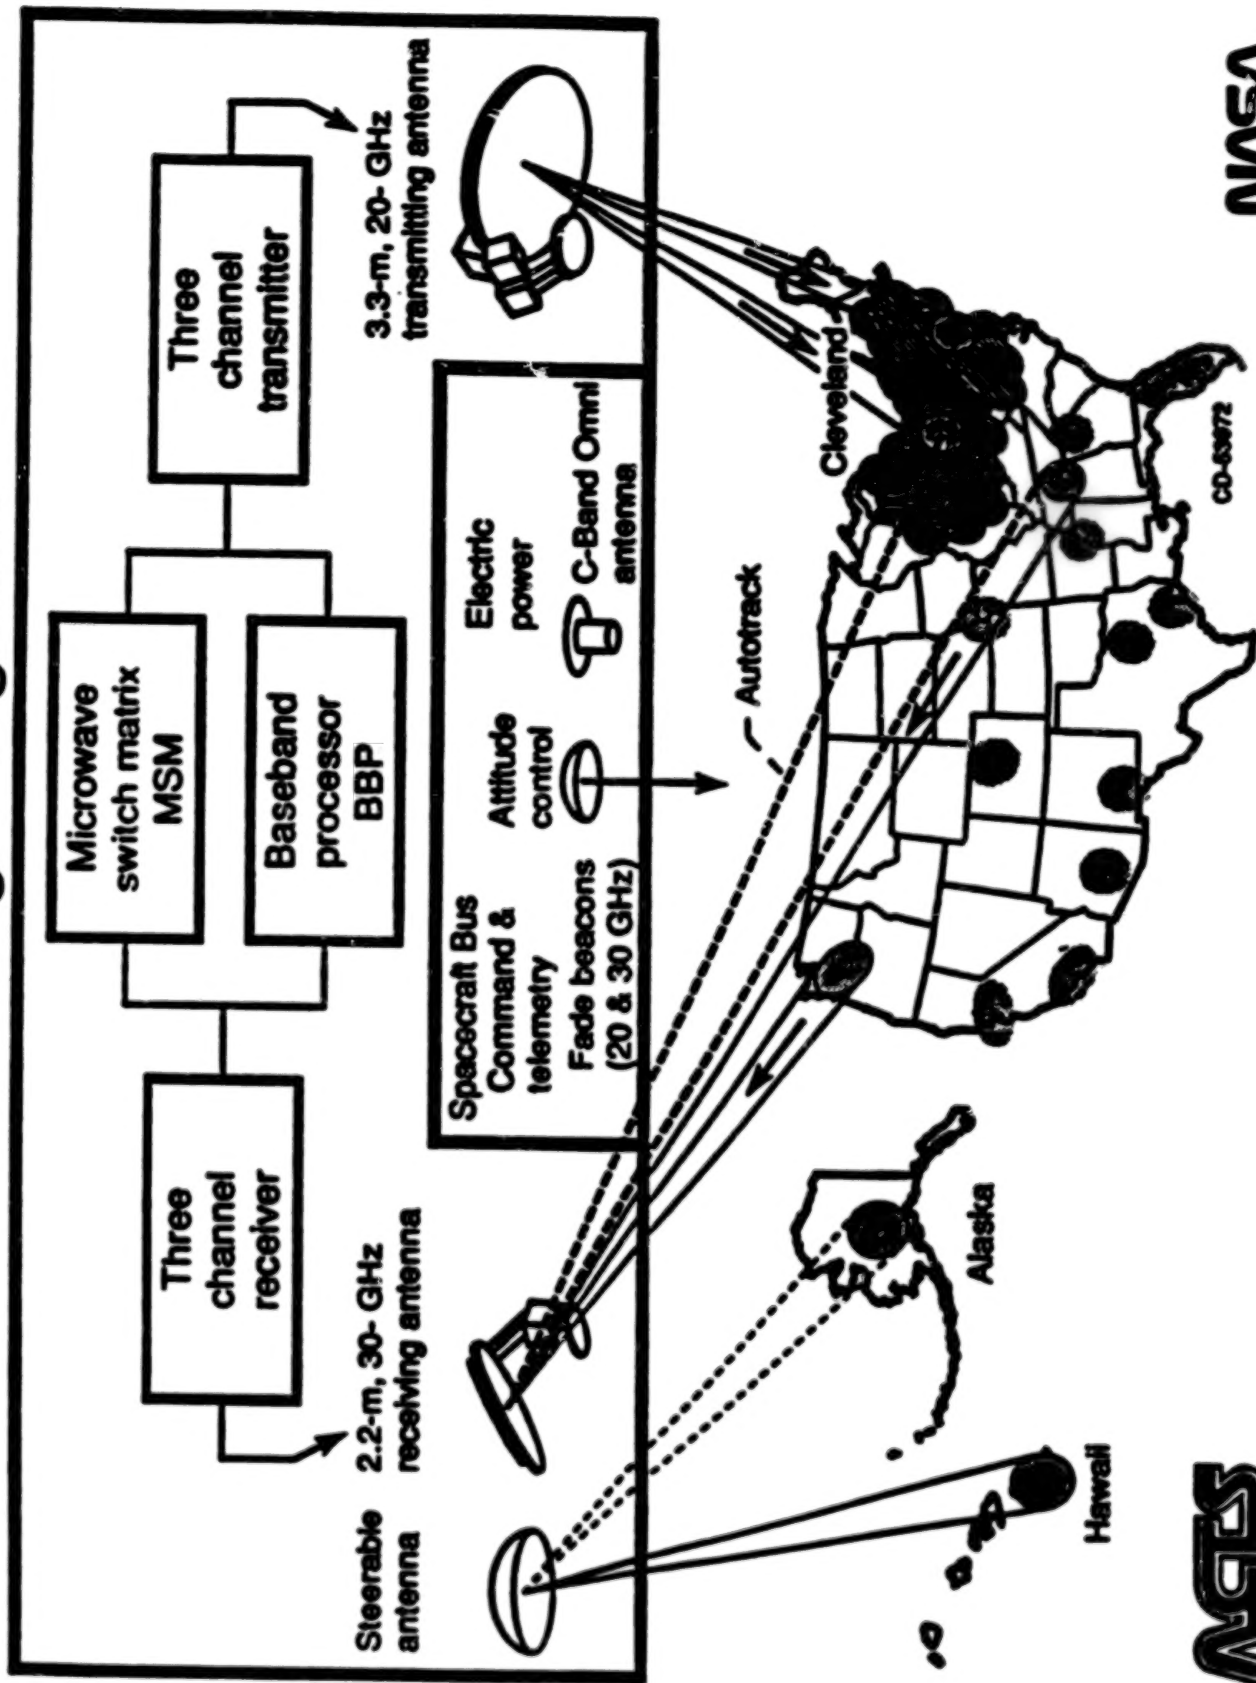 Three
channel
receiver
Microwave
switch matrix
MSM
Baseband
processor
BBP
Three
channel
transmitter
Steerable
antenna
2.2-m, 30- GHz
receiving antenna
3.3-m, 20- GHz
transmitting antenna
Spacecraft Bus
Command &
telemetry
Attitude
control
Electric
power
Fade beacons
(20 & 30 GHz)
C-Band Omni
antenna
Autotrack
Cleveland
Alaska
Hawaii
CD-83972
NASA